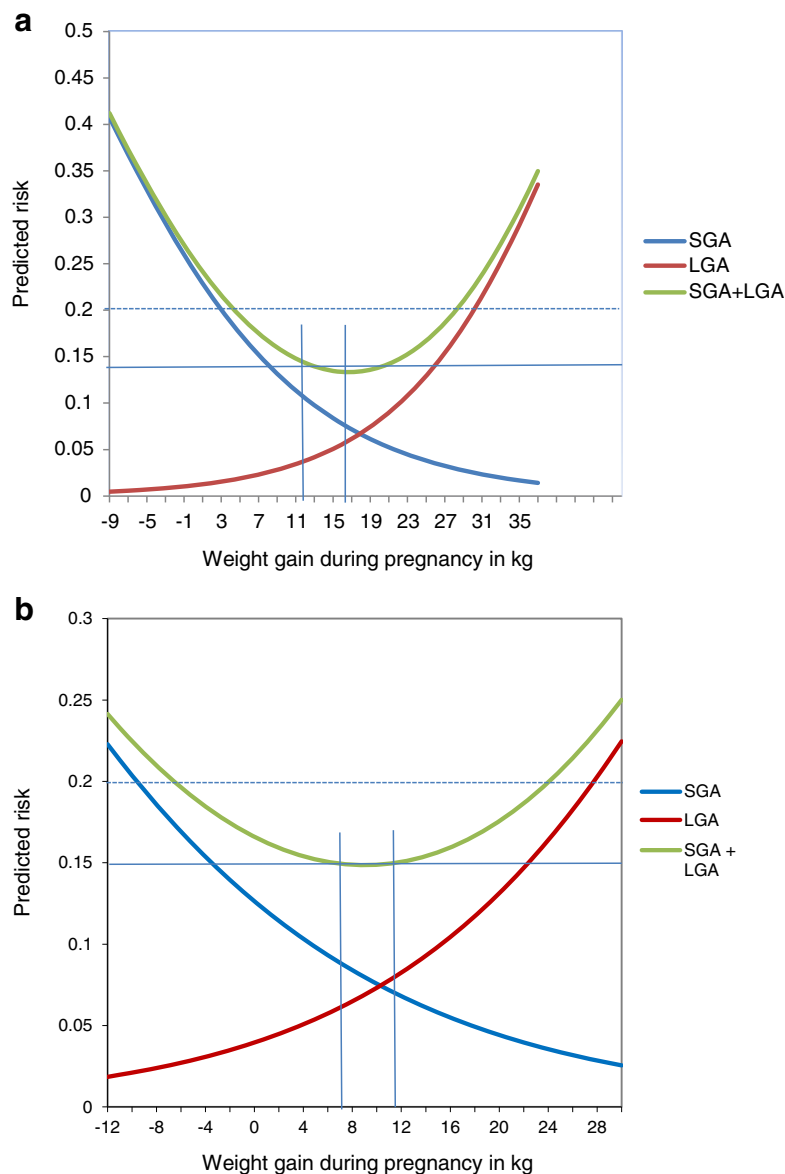 a
0.5
0.45
0.4
0.35
0.3
0.25
0.2
0.15
0.1
0.05
0
Predicted risk
-9 -5 -1 3 7 11 15 19 23 27 31 35
Weight gain during pregnancy in kg
SGA
LGA
SGA+LGA
b
0.3
0.25
0.2
0.15
0.1
0.05
0
Predicted risk
-12 -8 -4 0 4 8 12 16 20 24 28
Weight gain during pregnancy in kg
SGA
LGA
SGA +
LGA